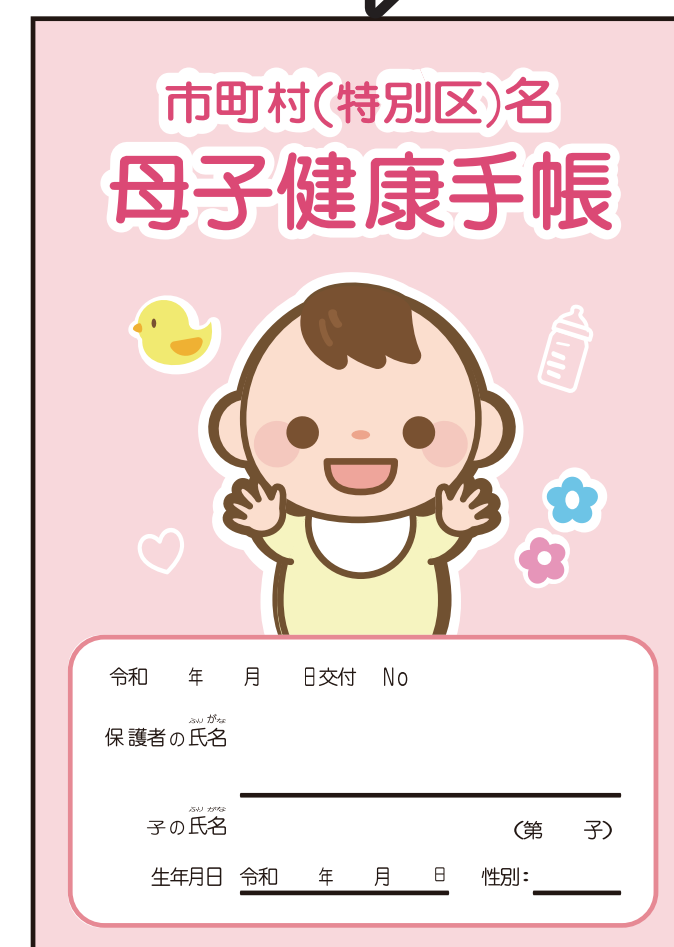 市町村(特別区)名
母子健康手帳
令和　　年　　月　　日交付　No
ふりがな
保護者の氏名
ふりがな
子の氏名　　　　　　　　(第　　子)
生年月日　令和　　年　　月　　日　　性別: